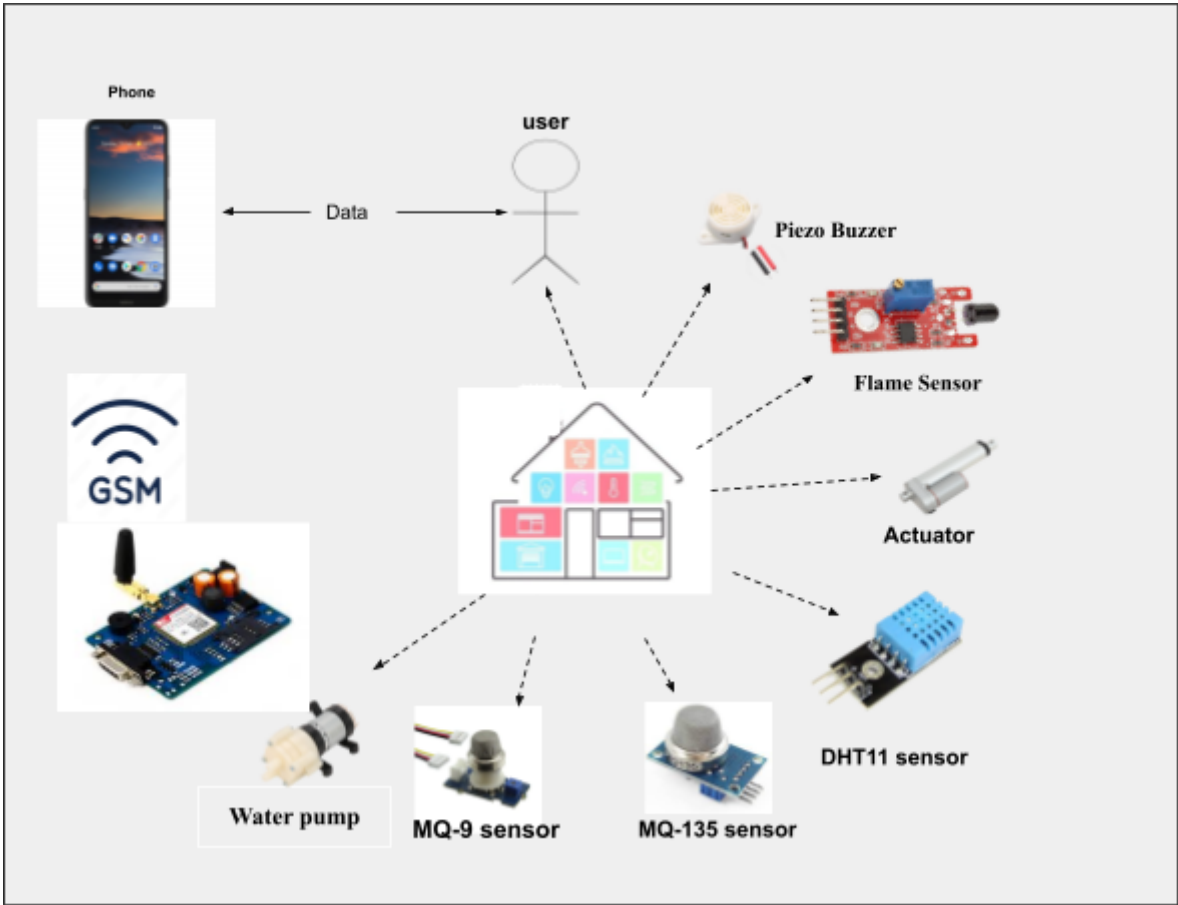 Phone
user
Data
Piezo Buzzer
Flame Sensor
GSM
Actuator
DHT11 sensor
Water pump
MQ-9 sensor
MQ-135 sensor